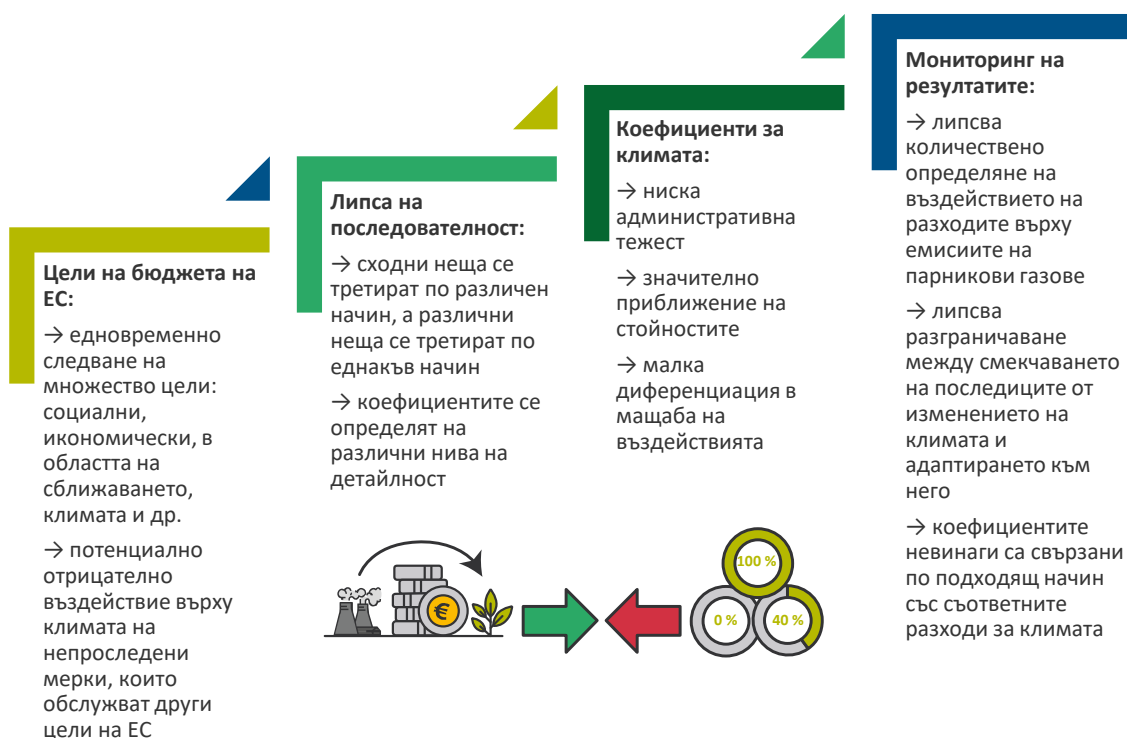 Цели на бюджета на
ЕС:
→ едновременно
следване на
множество цели:
социални,
икономически, в
областта на
сближаването,
климата и др.
→ потенциално
отрицателно
въздействие върху
климата на
непроследени
мерки, които
обслужват други
цели на ЕС
Липса на
последователност:
→ сходни неща се
третират по различен
начин, а различни
неща се третират по
еднакъв начин
→ коефициентите се
определят на
различни нива на
детайлност
Коефициенти за
климата:
→ ниска
административна
тежест
→ значително
приближение на
стойностите
→ малка
диференциация в
мащаба на
въздействията
Мониторинг на
резултатите:
→ липсва
количествено
определяне на
въздействието на
разходите върху
емисиите на
парникови газове
→ липсва
разграничаване
между смекчаването
на последиците от
изменението на
климата и
адаптирането към
него
→ коефициентите
невинаги са свързани
по подходящ начин
със съответните
разходи за климата
€
100 %
0 %
40 %